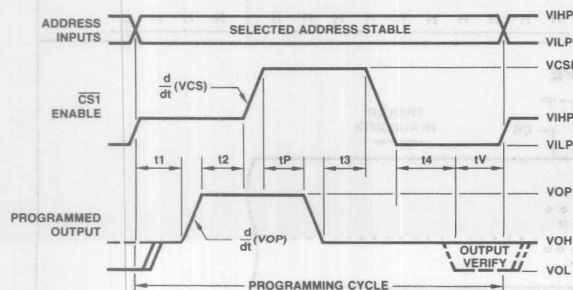 ADDRESS
INPUTS
SELECTED ADDRESS STABLE
VIHP
VILP
VCS
CS1
ENABLE
d
dt
(VCS)
VIHP
VILP
t1
t2
tP
t3
t4
tV
PROGRAMMED
OUTPUT
d
dt
(VOP)
VOP
VOH
OUTPUT
VERIFY
VOL
PROGRAMMING CYCLE